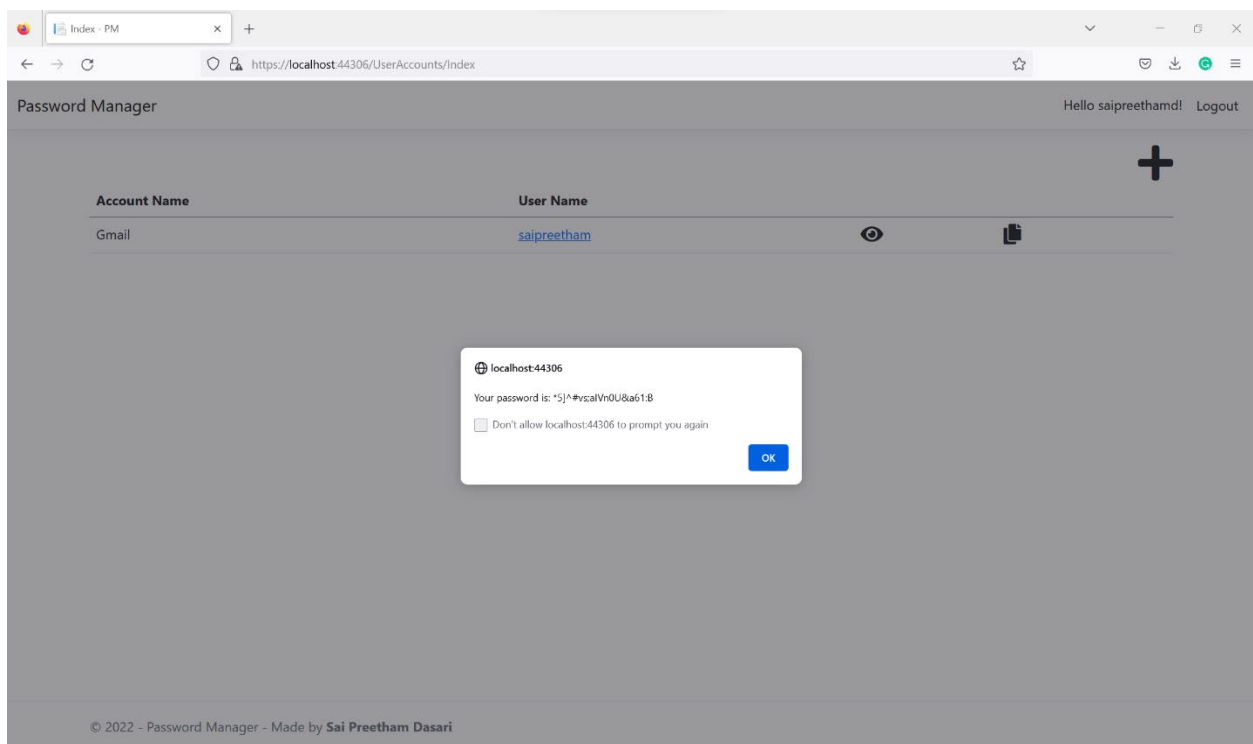 Index - PM
https://localhost:44306/UserAccounts/Index
Password Manager
Hello saipreethamd! Logout
Account Name User Name
Gmail saipreetham
localhost:44306
Your password is: *5]^#vs;aIVn0U&a61:B
Don't allow localhost:44306 to prompt you again
OK
© 2022 - Password Manager - Made by Sai Preetham Dasari